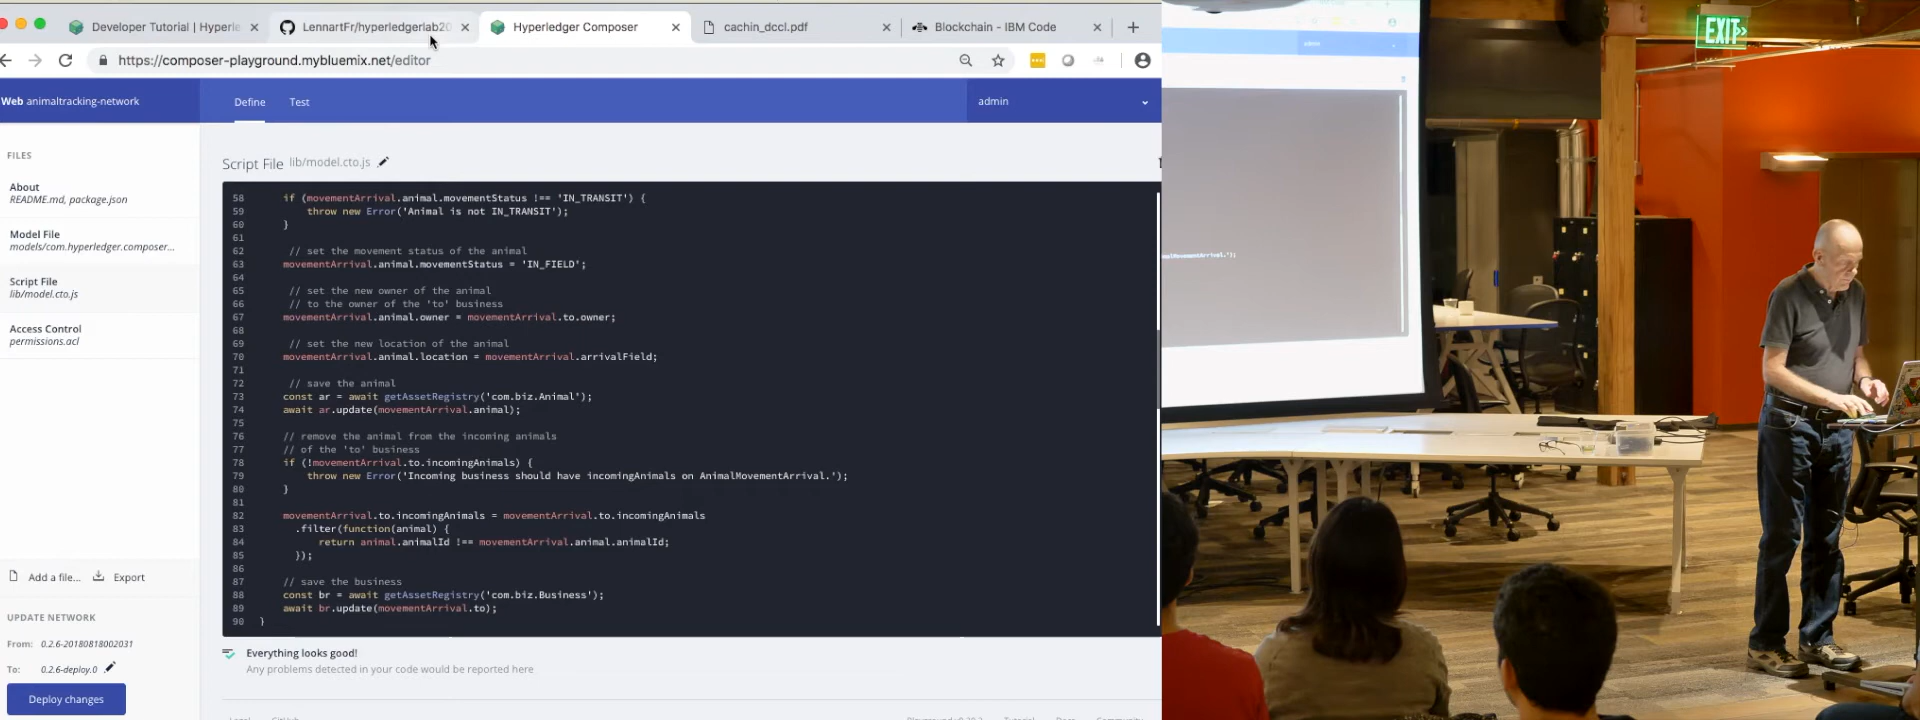 Developer Tutorial | Hyperle
LennartFr/hyperledgerlab20
Hyperledger Composer
cachin_dccl.pdf
Blockchain - IBM Code
https://composer-playground.mybluemix.net/editor
Web animaltracking-network
Define
Test
admin
FILES
About
README.md, package.json
Model File
models/com.hyperledger.composer...
Script File
lib/model.cto.js
Access Control
permissions.acl
Add a file...
Export
UPDATE NETWORK
From: 0.2.6-20180818002031
To: 0.2.6-deploy.0
Deploy changes
Script File lib/model.cto.js
58 if (movementArrival.animal.movementStatus !== 'IN_TRANSIT') {
59 throw new Error('Animal is not IN_TRANSIT');
60 }
61
62 // set the movement status of the animal
63 movementArrival.animal.movementStatus = 'IN_FIELD';
64
65 // set the new owner of the animal
66 // to the owner of the 'to' business
67 movementArrival.animal.owner = movementArrival.to.owner;
68
69 // set the new location of the animal
70 movementArrival.animal.location = movementArrival.arrivalField;
71
72 // save the animal
73 const ar = await getAssetRegistry('com.biz.Animal');
74 await ar.update(movementArrival.animal);
75
76 // remove the animal from the incoming animals
77 // of the 'to' business
78 if (!movementArrival.to.incomingAnimals) {
79 throw new Error('Incoming business should have incomingAnimals on AnimalMovementArrival.');
80 }
81
82 movementArrival.to.incomingAnimals = movementArrival.to.incomingAnimals
83 .filter(function(animal) {
84 return animal.animalId !== movementArrival.animal.animalId;
85 });
86
87 // save the business
88 const br = await getAssetRegistry('com.biz.Business');
89 await br.update(movementArrival.to);
90 }
Everything looks good!
Any problems detected in your code would be reported here
EXIT